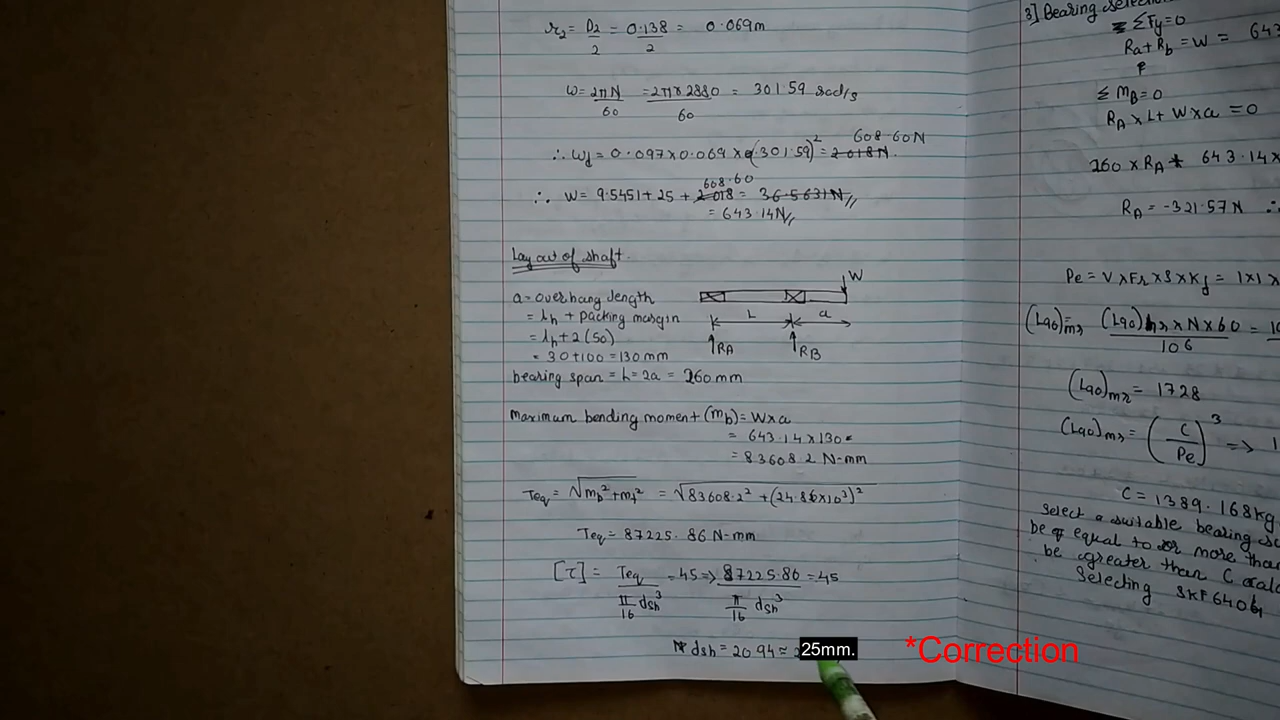 r2 = D2/2 = 0.138/2 = 0.069m
ω = 2πN/60 = 2π×2880/60 = 301.59 rad/s
608.60N
∴ ωf = 0.097×0.069×(301.59)² = 2.018N.
608.60
∴ W = 9.5451+25+2.018 = 36.5631N//
= 643.14N//
Lay out of shaft.
W
a = overhang length
= lh + packing margin
L a
= lh+2(50)
= 30+100=130mm
RA RB
bearing span = L = 2a = 260mm
maximum bending moment (Mb) = W×a
= 643.14×130
= 83608.2 N-mm
Teq = √mb²+mt² = √83608.2²+(24.86×10³)²
Teq = 87225.86 N-mm
[τ] = Teq/(π/16 dsh³) = 45 => 87225.86/(π/16 dsh³) = 45
dsh = 20.94 ≈ 25mm.
*Correction
3] Bearing
ΣFy=0
Ra+Rb = W = 643
ΣMB=0
RA×L+W×a=0
260×RA + 643.14×
RA = -321.57N
Pe = V×Fr×S×Kf = 1×1×
(L90)mr = (L90)hr×N×60/10⁶ =
(L90)mr = 1728
(L90)mr = (C/Pe)³ =>
C = 1389.168kg
select a suitable bearing
be equal to or more than
be greater than C
Selecting SKF6406